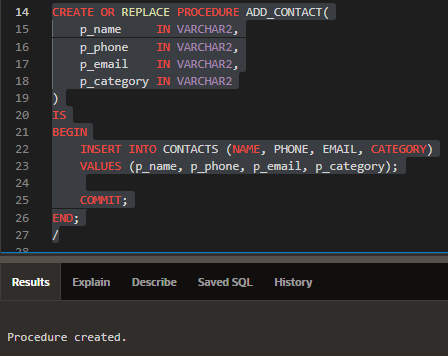 14 CREATE OR REPLACE PROCEDURE ADD_CONTACT(
15     p_name     IN VARCHAR2,
16     p_phone    IN VARCHAR2,
17     p_email    IN VARCHAR2,
18     p_category IN VARCHAR2
19 )
20 IS
21 BEGIN
22     INSERT INTO CONTACTS (NAME, PHONE, EMAIL, CATEGORY)
23     VALUES (p_name, p_phone, p_email, p_category);
24
25     COMMIT;
26 END;
27 /
28
Results Explain Describe Saved SQL History
Procedure created.